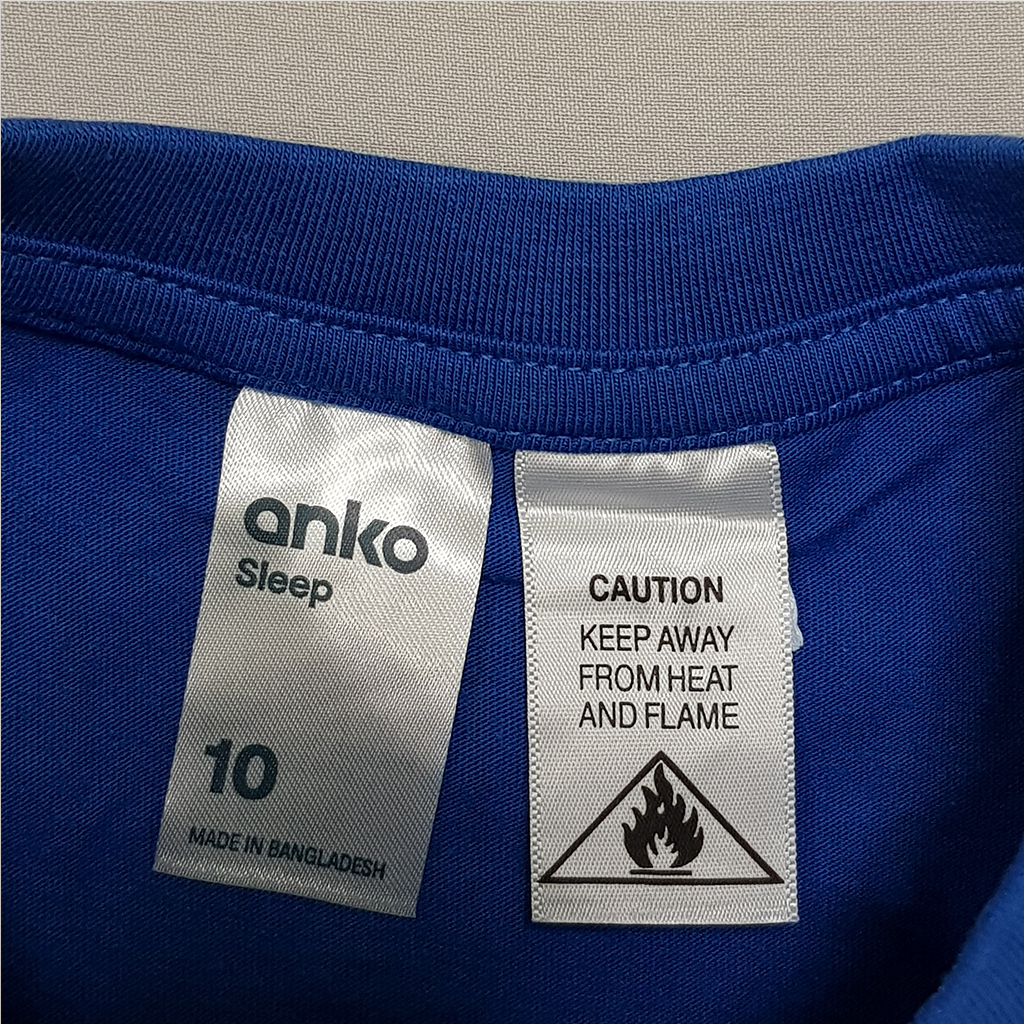 anko
Sleep
10
MADE IN BANGLADESH
CAUTION
KEEP AWAY
FROM HEAT
AND FLAME